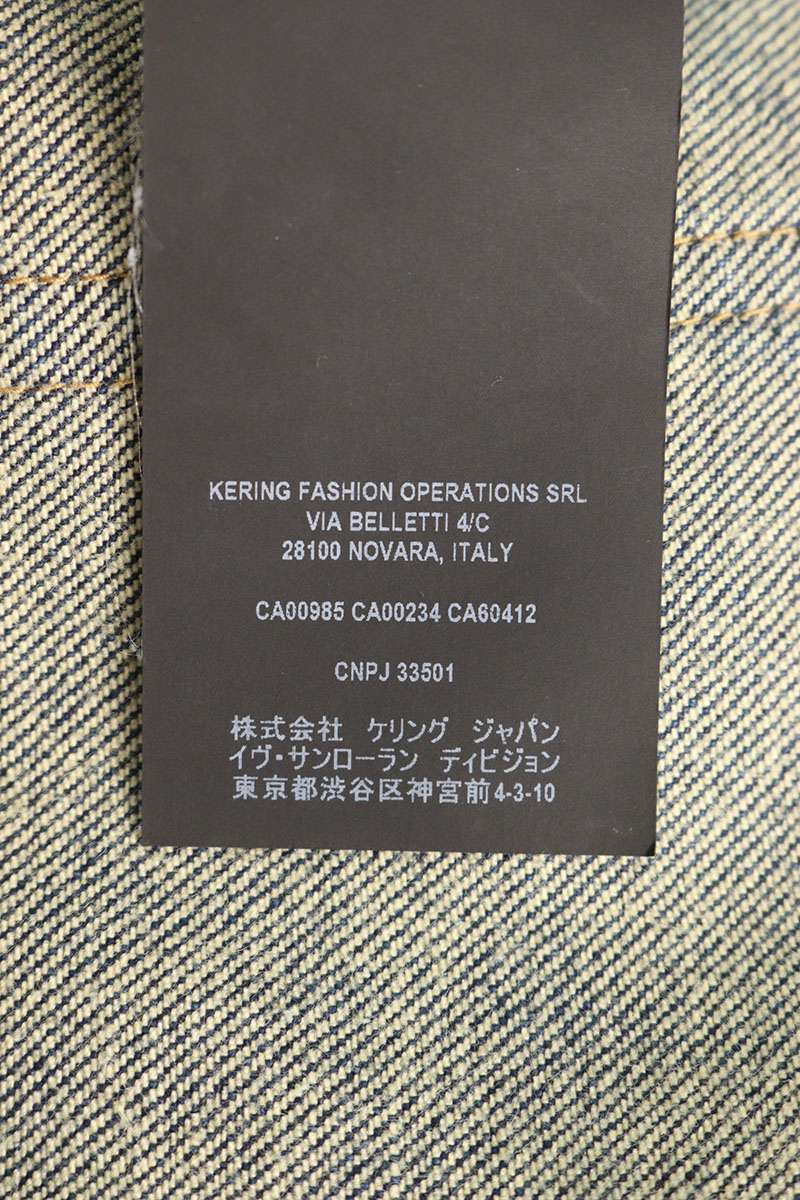 KERING FASHION OPERATIONS SRL
VIA BELLETTI 4/C
28100 NOVARA, ITALY
CA00985 CA00234 CA60412
CNPJ 33501
株式会社 ケリング ジャパン
イヴ・サンローラン ディビジョン
東京都渋谷区神宮前4-3-10